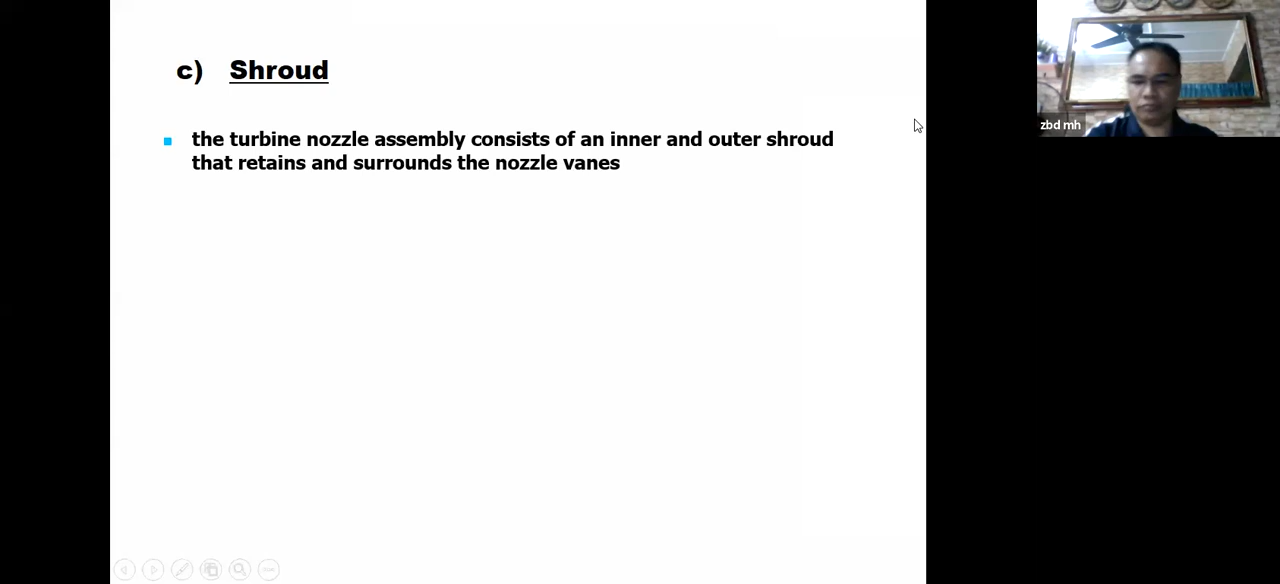 c) Shroud
the turbine nozzle assembly consists of an inner and outer shroud
that retains and surrounds the nozzle vanes
zbd mh